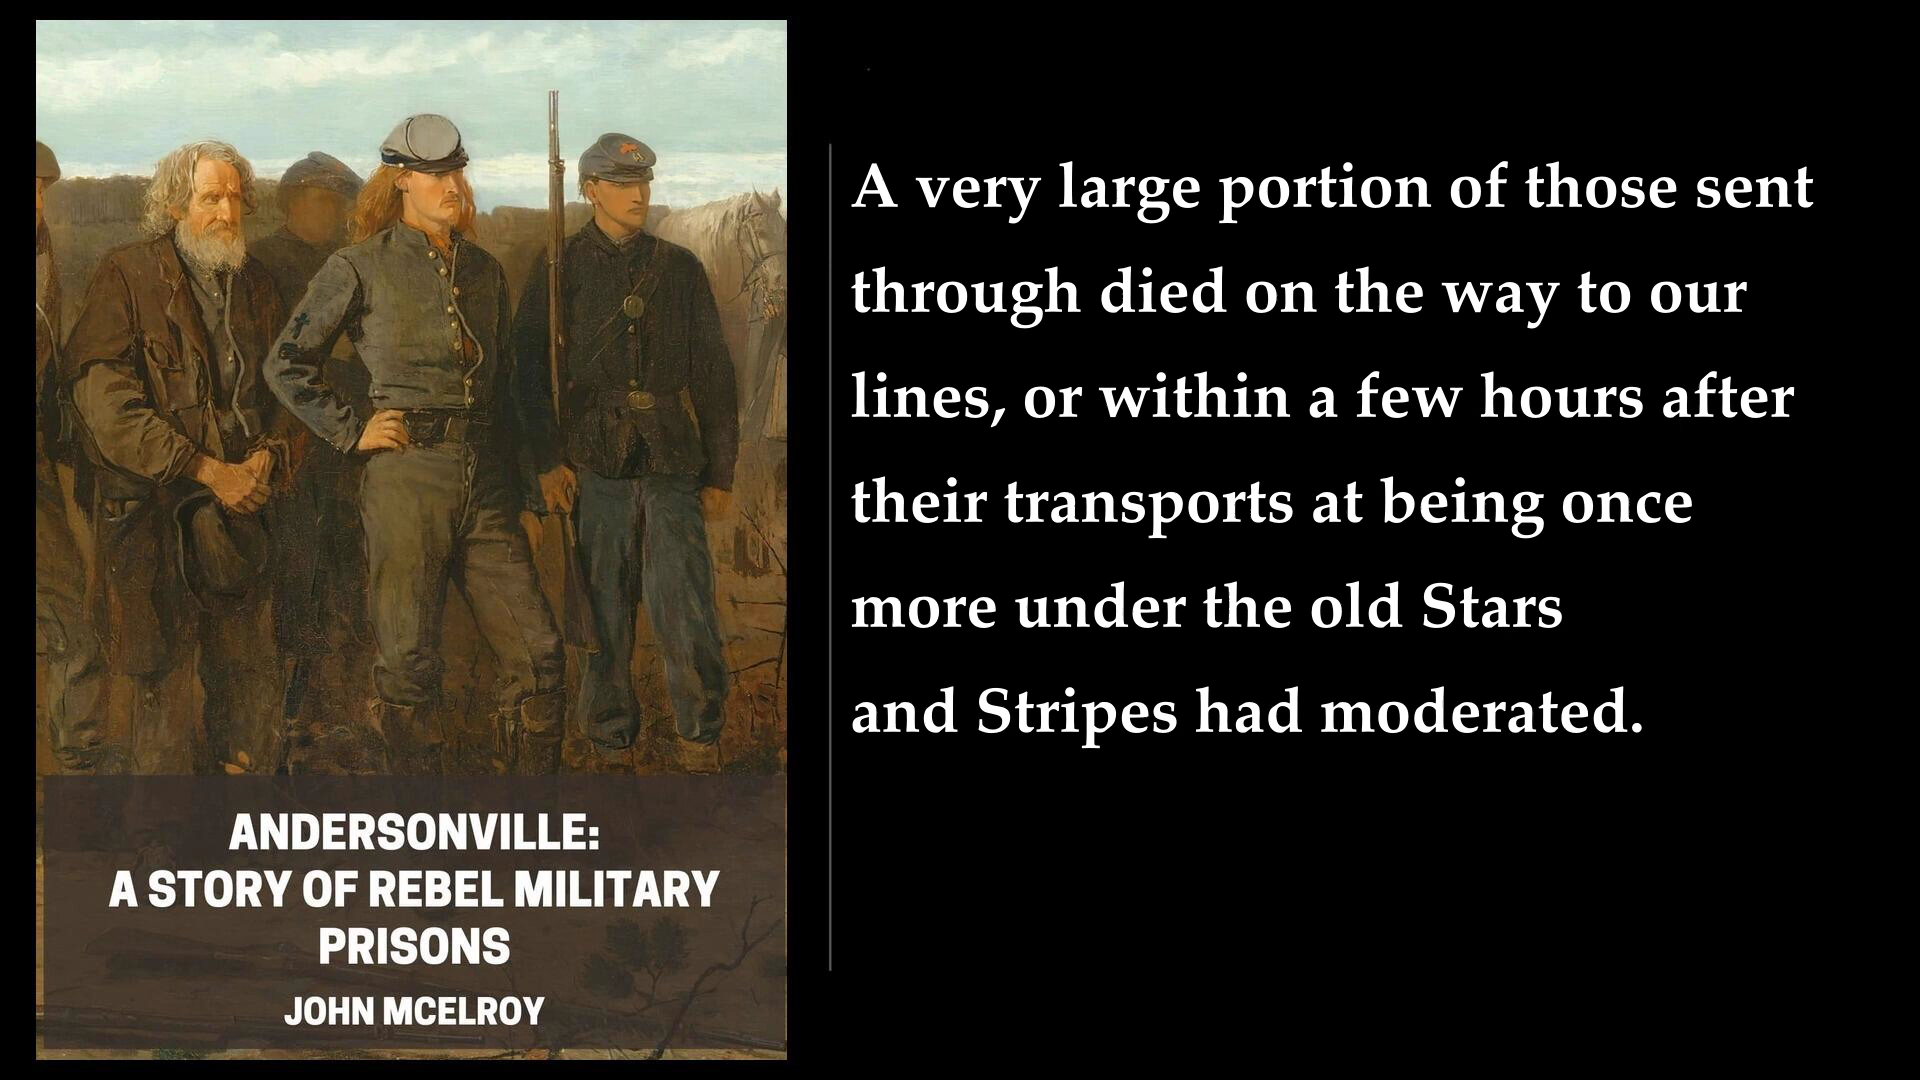 ANDERSONVILLE:
A STORY OF REBEL MILITARY
PRISONS
JOHN MCELROY
A very large portion of those sent
through died on the way to our
lines, or within a few hours after
their transports at being once
more under the old Stars
and Stripes had moderated.